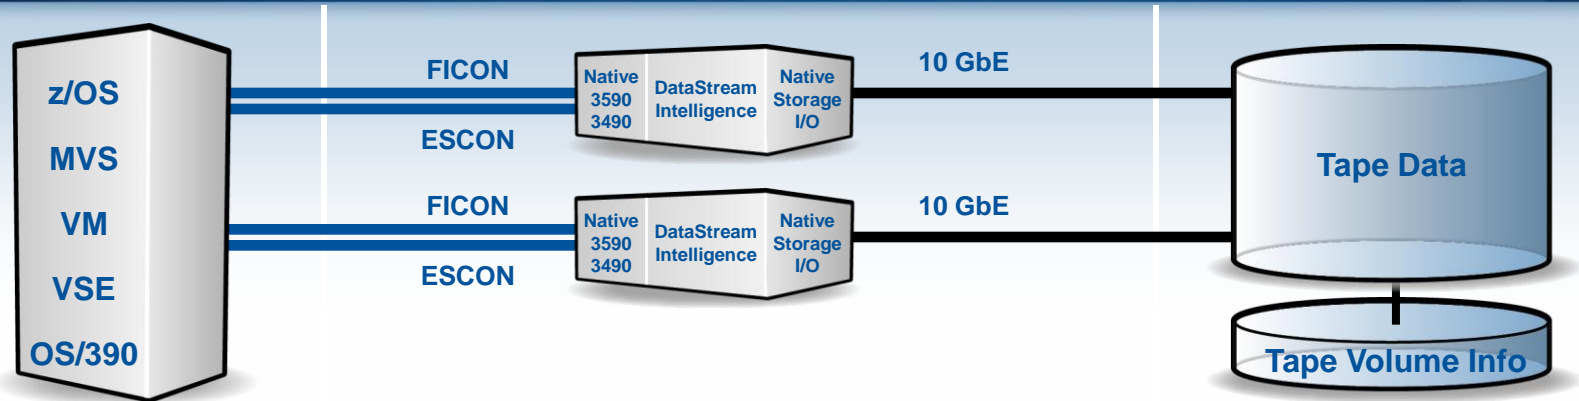 z/OS
MVS
VM
VSE
OS/390
FICON
ESCON
Native
3590
3490
DataStream
Intelligence
Native
Storage
I/O
10 GbE
FICON
ESCON
Native
3590
3490
DataStream
Intelligence
Native
Storage
I/O
10 GbE
Tape Data
Tape Volume Info